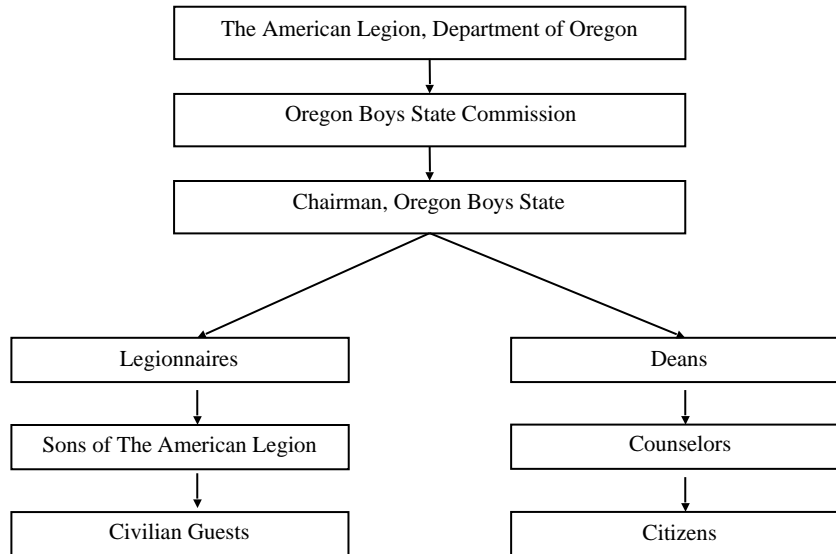 The American Legion, Department of Oregon
Oregon Boys State Commission
Chairman, Oregon Boys State
Legionnaires
Deans
Sons of The American Legion
Counselors
Civilian Guests
Citizens